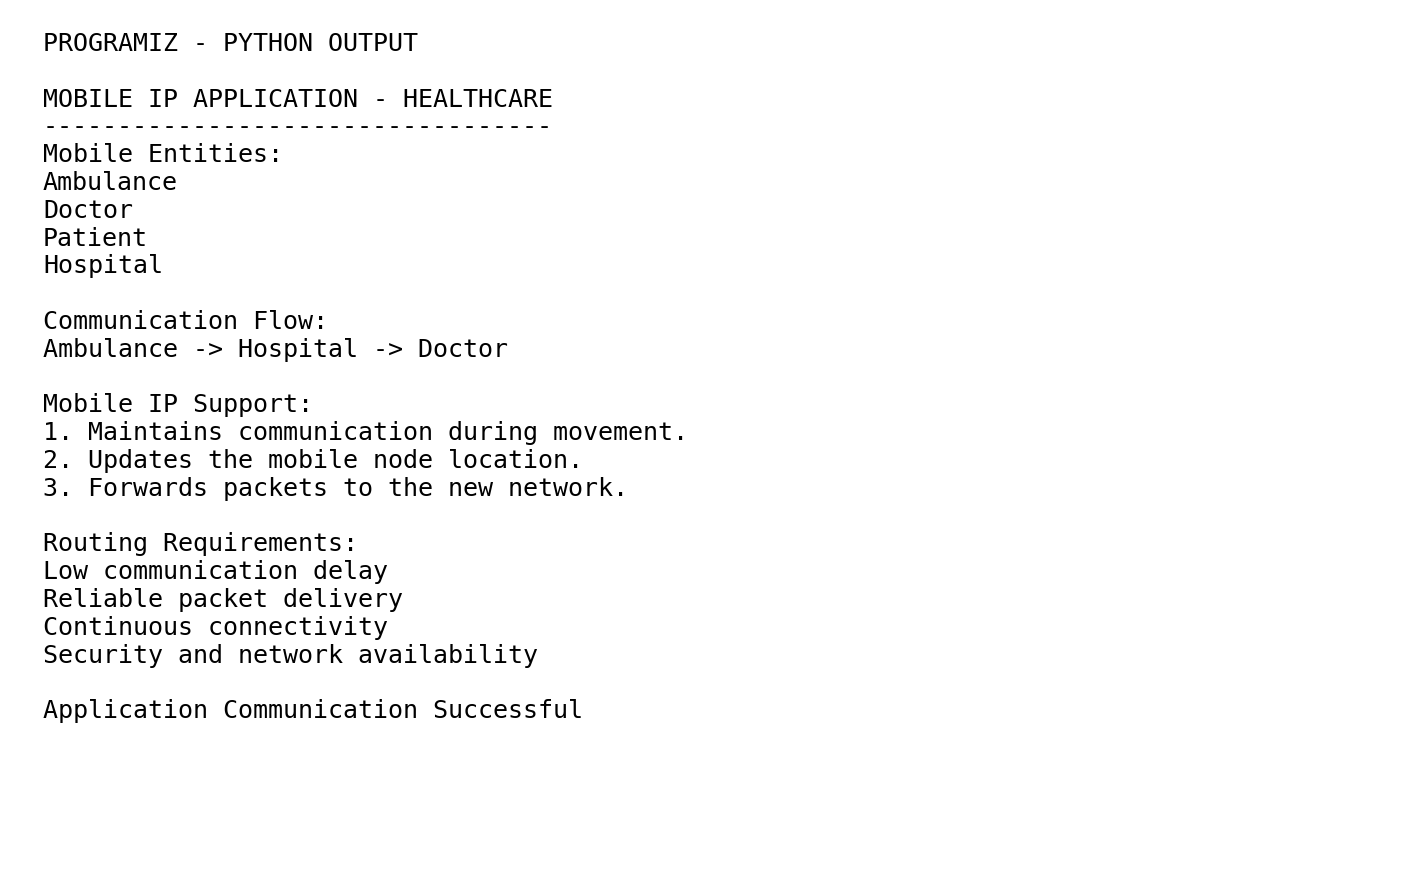 PROGRAMIZ - PYTHON OUTPUT
MOBILE IP APPLICATION - HEALTHCARE
----------------------------------
Mobile Entities:
Ambulance
Doctor
Patient
Hospital
Communication Flow:
Ambulance -> Hospital -> Doctor
Mobile IP Support:
1. Maintains communication during movement.
2. Updates the mobile node location.
3. Forwards packets to the new network.
Routing Requirements:
Low communication delay
Reliable packet delivery
Continuous connectivity
Security and network availability
Application Communication Successful